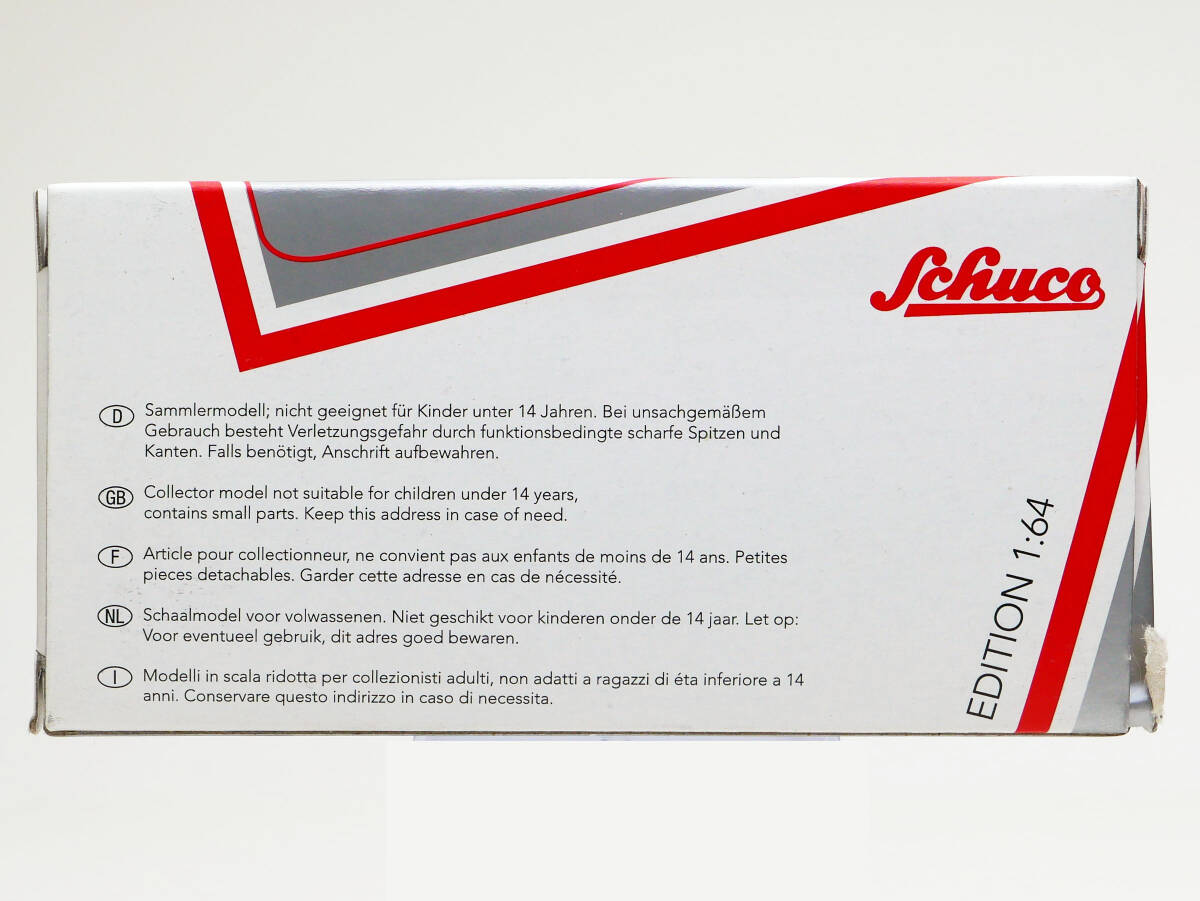 Schuco
D Sammlermodell; nicht geeignet für Kinder unter 14 Jahren. Bei unsachgemäßem
Gebrauch besteht Verletzungsgefahr durch funktionsbedingte scharfe Spitzen und
Kanten. Falls benötigt, Anschrift aufbewahren.
GB Collector model not suitable for children under 14 years,
contains small parts. Keep this address in case of need.
F Article pour collectionneur, ne convient pas aux enfants de moins de 14 ans. Petites
pieces detachables. Garder cette adresse en cas de nécessité.
NL Schaalmodel voor volwassenen. Niet geschikt voor kinderen onder de 14 jaar. Let op:
Voor eventueel gebruik, dit adres goed bewaren.
I Modelli in scala ridotta per collezionisti adulti, non adatti a ragazzi di éta inferiore a 14
anni. Conservare questo indirizzo in caso di necessita.
EDITION 1:64